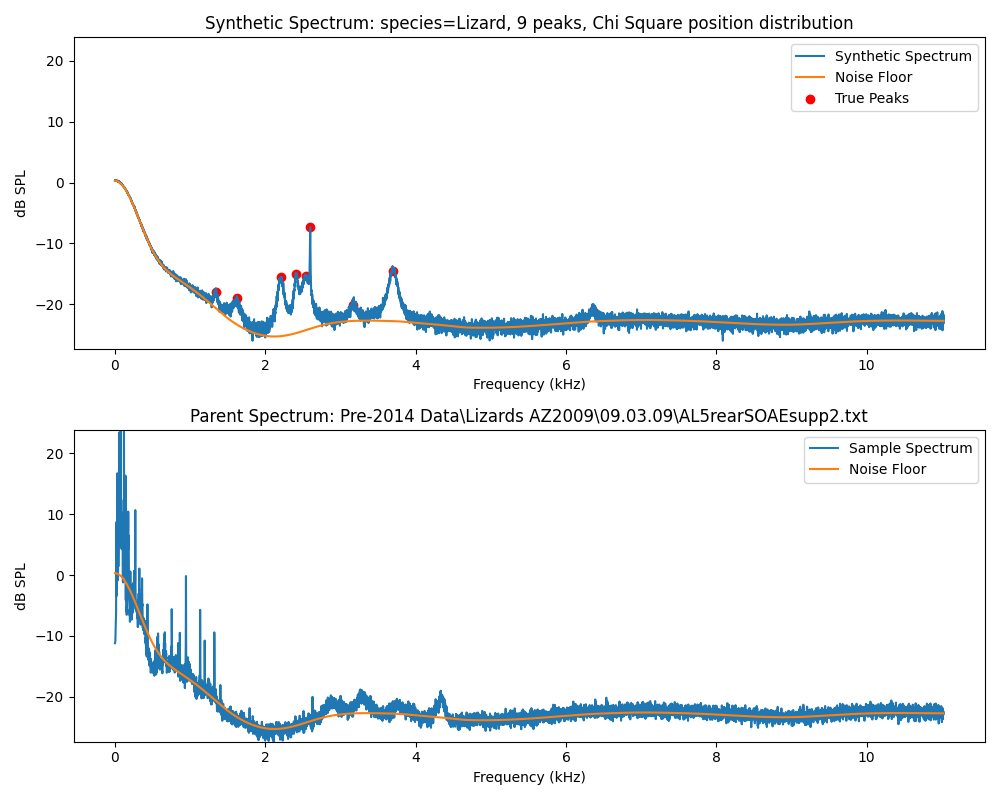 Synthetic Spectrum: species=Lizard, 9 peaks, Chi Square position distribution
20
10
0
−10
−20
dB SPL
Synthetic Spectrum
Noise Floor
True Peaks
0 2 4 6 8 10
Frequency (kHz)
Parent Spectrum: Pre-2014 Data\Lizards AZ2009\09.03.09\AL5rearSOAEsupp2.txt
20
10
0
−10
−20
dB SPL
Sample Spectrum
Noise Floor
0 2 4 6 8 10
Frequency (kHz)